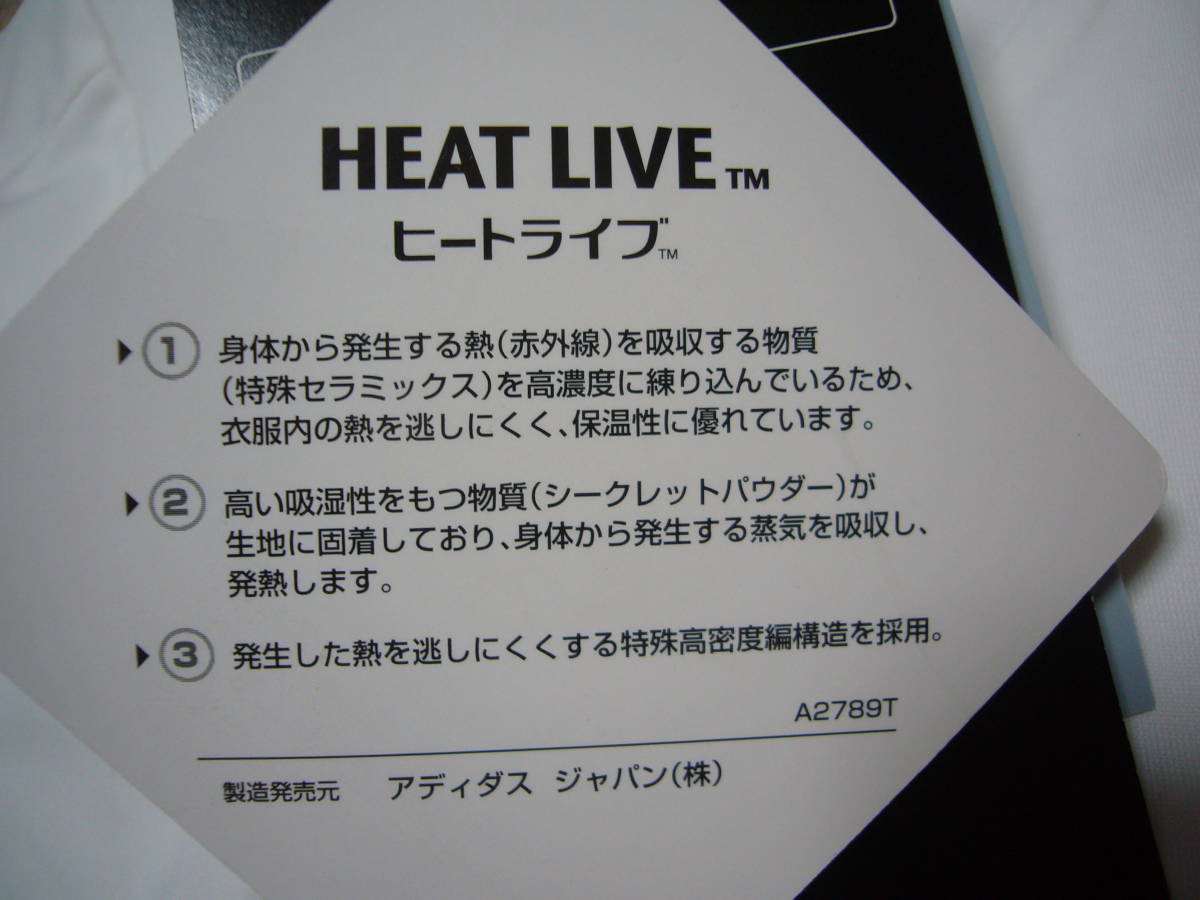 HEAT LIVE™
ヒートライブ™
① 身体から発生する熱(赤外線)を吸収する物質
(特殊セラミックス)を高濃度に練り込んでいるため、
衣服内の熱を逃しにくく、保温性に優れています。
② 高い吸湿性をもつ物質(シークレットパウダー)が
生地に固着しており、身体から発生する蒸気を吸収し、
発熱します。
③ 発生した熱を逃しにくくする特殊高密度編構造を採用。
A2789T
製造発売元 アディダス ジャパン(株)